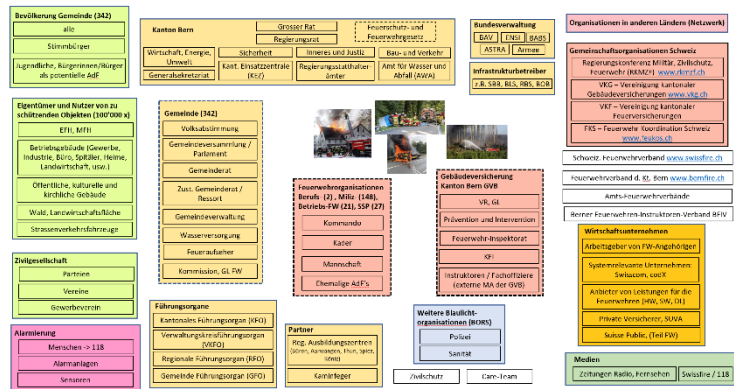 Bevölkerung Gemeinde (342)
alle
Stimmbürger
Jugendliche, Bürgerinnen/Bürger
als potentielle AdF
Eigentümer und Nutzer von zu
schützenden Objekten (100'000 x)
EFH, MFH
Betriebsgebäude (Gewerbe,
Industrie, Büro, Spitäler, Heime,
Landwirtschaft, usw.)
Öffentliche, kulturelle und
kirchliche Gebäude
Wald, Landwirtschaftsfläche
Strassenverkehrsfahrzeuge
Zivilgesellschaft
Parteien
Vereine
Gewerbeverein
Alarmierung
Menschen -> 118
Alarmanlagen
Sensoren
Kanton Bern
Grosser Rat
Regierungsrat
Feuerschutz- und
Feuerwehrgesetz
Wirtschaft, Energie,
Umwelt
Generalsekretariat
Sicherheit
Kant. Einsatzzentrale
(KEZ)
Inneres und Justiz
Regierungsstatthalter-
ämter
Bau- und Verkehr
Amt für Wasser und
Abfall (AWA)
Gemeinde (342)
Volksabstimmung
Gemeindeversammlung /
Parlament
Gemeinderat
Zust. Gemeinderat /
Ressort
Gemeindeverwaltung
Wasserversorgung
Feueraufseher
Kommission, GL FW
Führungsorgane
Kantonales Führungsorgan (KFO)
Verwaltungskreisführungsorgan
(VKFO)
Regionale Führungsorgan (RFO)
Gemeinde Führungsorgan (GFO)
Feuerwehrorganisationen
Berufs- (2) , Miliz- (148),
Betriebs-FW (21), SSP (27)
Kommando
Kader
Mannschaft
Ehemalige AdF's
Partner
Reg. Ausbildungszentren
(Büren, Aarwangen, Thun, Spiez,
Köniz)
Kaminfeger
Gebäudeversicherung
Kanton Bern GVB
VR, GL
Prävention und Intervention
Feuerwehr-Inspektorat
KFI
Instruktoren / Fachoffiziere
(externe MA der GVB)
Weitere Blaulicht-
organisationen (BORS)
Polizei
Sanität
Zivilschutz
Care-Team
Bundesverwaltung
BAV
ENSI
BABS
ASTRA
Armee
Infrastrukturbetreiber
z.B. SBB, BLS, RBS, BOB
Organisationen in anderen Ländern (Netzwerk)
Gemeinschaftsorganisationen Schweiz
Regierungskonferenz Militär, Zivilschutz,
Feuerwehr (RKMZF) www.rkmzf.ch
VKG – Vereinigung kantonaler
Gebäudeversicherungen www.vkg.ch
VKF – Vereinigung kantonaler
Feuerversicherungen
FKS – Feuerwehr Koordination Schweiz
www.feukos.ch
Schweiz. Feuerwehrverband www.swissfire.ch
Feuerwehrverband d. Kt. Bern www.bernfire.ch
Amts-Feuerwehrverbände
Berner Feuerwehren-Instruktoren-Verband BFIV
Wirtschaftsunternehmen
Arbeitgeber von FW-Angehöriger
Systemrelevante Unternehmen:
Swisscom, cod'X
Anbieter von Leistungen für die
Feuerwehren (HW, SW, DL)
Private Versicherer, SUVA
Suisse Public, (Teil FW)
Medien
Zeitungen Radio, Fernsehen
Swissfire / 118